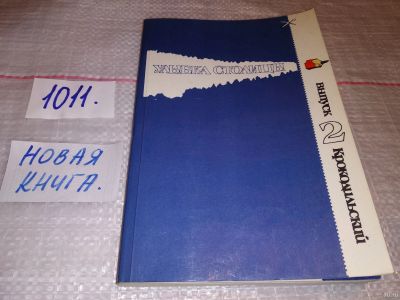 1011.
НОВАЯ
КНИГА.
УЛЫБКА СТОЛИЦЫ
выпуск 2 Крокодильский